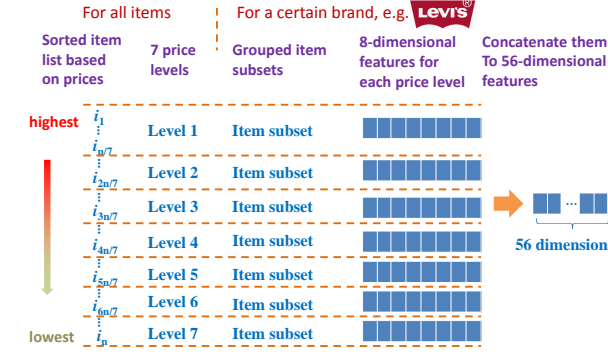 For all items
For a certain brand, e.g. Levi's®
Sorted item
list based
on prices
7 price
levels
Grouped item
subsets
8-dimensional
features for
each price level
Concatenate them
To 56-dimensional
features
highest
i1
in/7
Level 1
Item subset
i2n/7
Level 2
Item subset
i3n/7
Level 3
Item subset
i4n/7
Level 4
Item subset
i5n/7
Level 5
Item subset
i6n/7
Level 6
Item subset
lowest
in
Level 7
Item subset
...
56 dimension